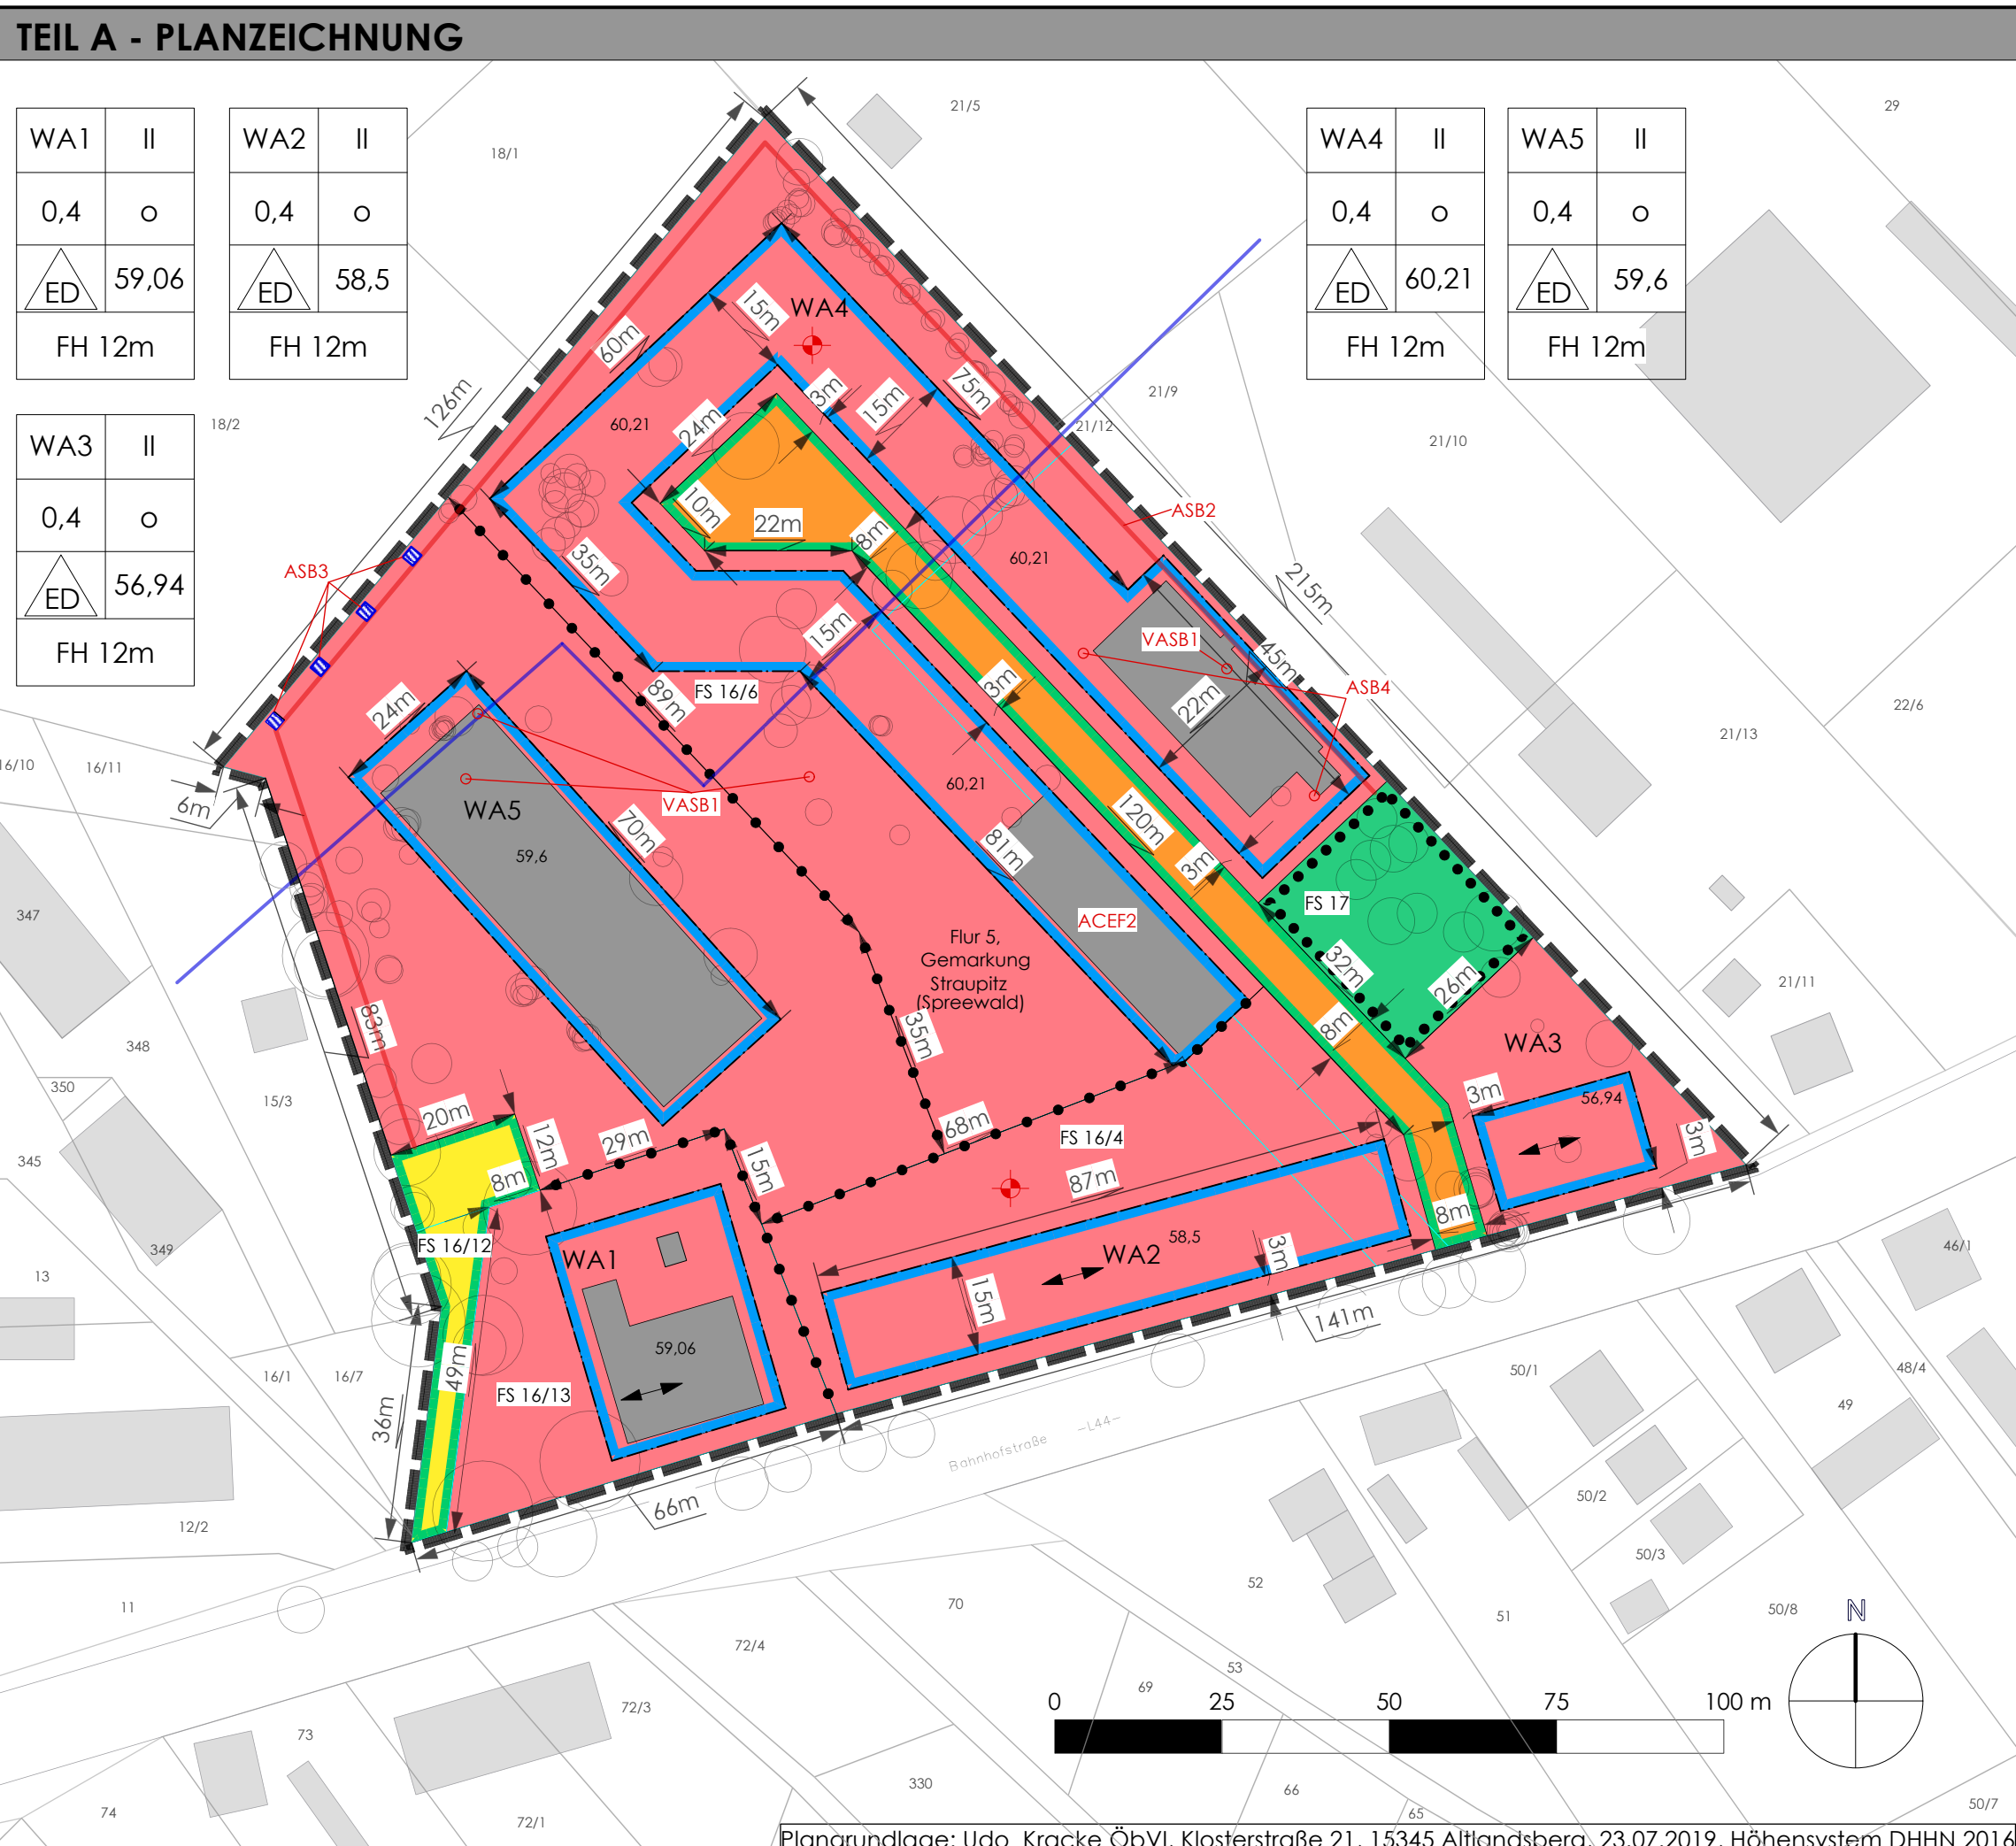 TEIL A - PLANZEICHNUNG
WA1 II
0,4 o
ED 59,06
FH 12m
WA2 II
0,4 o
ED 58,5
FH 12m
WA3 II
0,4 o
ED 56,94
FH 12m
WA4 II
0,4 o
ED 60,21
FH 12m
WA5 II
0,4 o
ED 59,6
FH 12m
21/5
29
18/1
18/2
126m
60m
15m
WA4
75m
3m
15m
24m
60,21
21/9
21/12
21/10
10m
22m
8m
ASB2
35m
60,21
ASB3
215m
15m
VASB1
45m
3m
22m
ASB4
FS 16/6
89m
24m
22/6
21/13
16/10
16/11
6m
VASB1
WA5
60,21
70m
81m
120m
3m
59,6
347
ACEF2
FS 17
Flur 5,
Gemarkung
Straupitz
(Spreewald)
32m
26m
21/11
83m
35m
8m
348
WA3
350
15/3
20m
3m
56,94
12m
29m
68m
FS 16/4
3m
345
15m
8m
87m
8m
FS 16/12
WA1
WA2
58,5
3m
349
46/1
13
15m
141m
49m
59,06
16/1
16/7
FS 16/13
50/1
48/4
49
36m
Bahnhofstraße
-L44-
66m
50/2
12/2
50/3
52
11
70
51
50/8
N
72/4
53
69
0 25 50 75 100 m
72/3
73
330
66
65
50/7
74
72/1
Plangrundlage: Udo Kracke ÖbVI, Klosterstraße 21, 15345 Altlandsberg, 23.07.2019, Höhensystem DHHN 2016